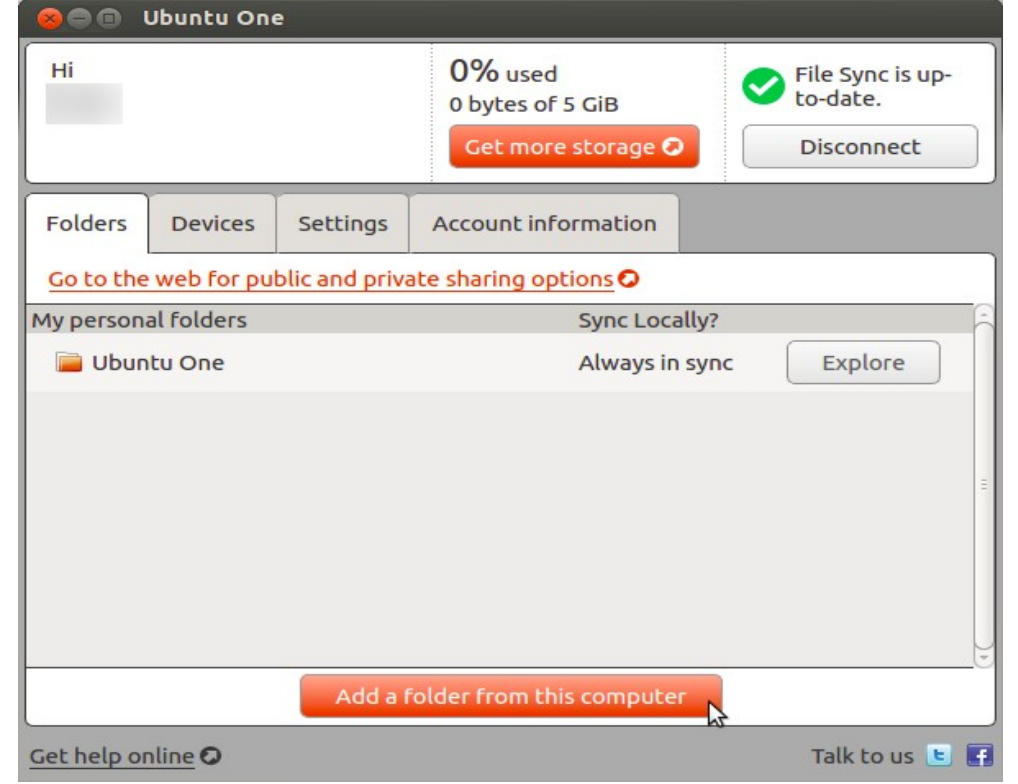 Ubuntu One
Hi
0% used
0 bytes of 5 GiB
Get more storage
File Sync is up-
to-date.
Disconnect
Folders Devices Settings Account information
Go to the web for public and private sharing options
My personal folders Sync Locally?
Ubuntu One Always in sync Explore
Add a folder from this computer
Get help online Talk to us